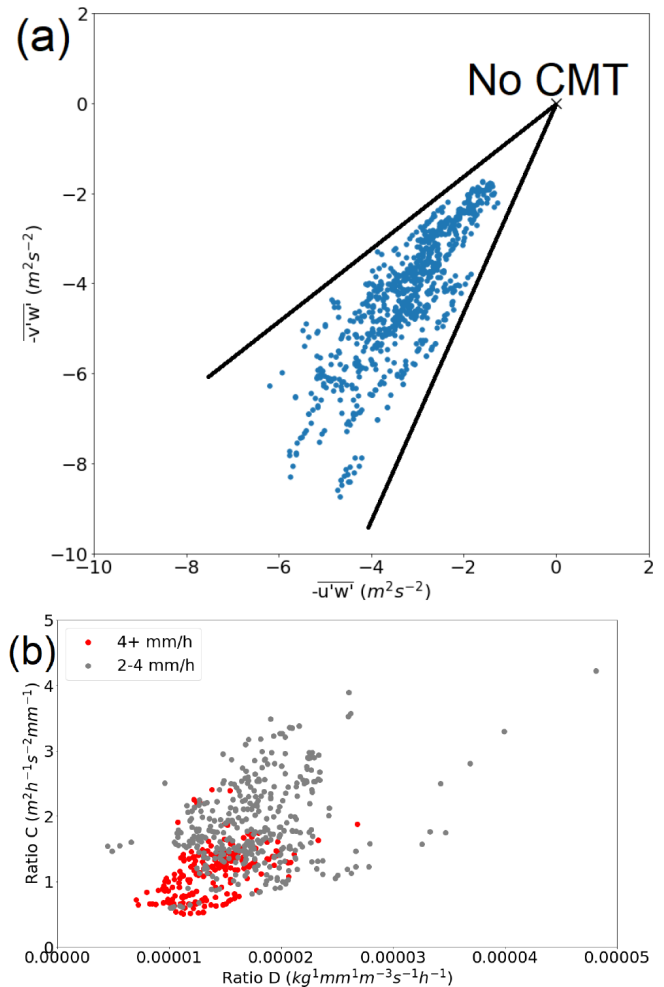 (a)
No CMT
2
0
−2
−4
−6
−8
−10
-v'w' (m²s⁻²)
−10 −8 −6 −4 −2 0 2
-u'w' (m²s⁻²)
(b)
4+ mm/h
2-4 mm/h
5
4
3
2
1
0
Ratio C (m²h⁻¹s⁻²mm⁻¹)
0.00000 0.00001 0.00002 0.00003 0.00004 0.00005
Ratio D (kg¹mm¹m⁻³s⁻¹h⁻¹)